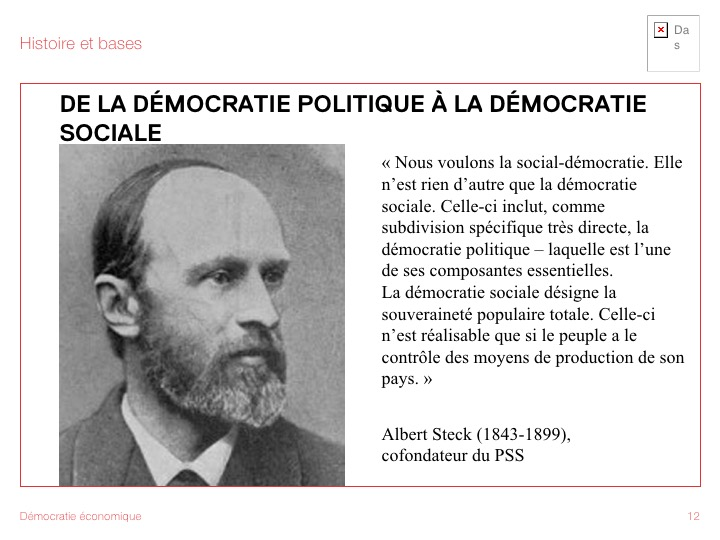 Histoire et bases
Da
s
DE LA DÉMOCRATIE POLITIQUE À LA DÉMOCRATIE
SOCIALE
« Nous voulons la social-démocratie. Elle
n’est rien d’autre que la démocratie
sociale. Celle-ci inclut, comme
subdivision spécifique très directe, la
démocratie politique – laquelle est l’une
de ses composantes essentielles.
La démocratie sociale désigne la
souveraineté populaire totale. Celle-ci
n’est réalisable que si le peuple a le
contrôle des moyens de production de son
pays. »
Albert Steck (1843-1899),
cofondateur du PSS
Démocratie économique
12